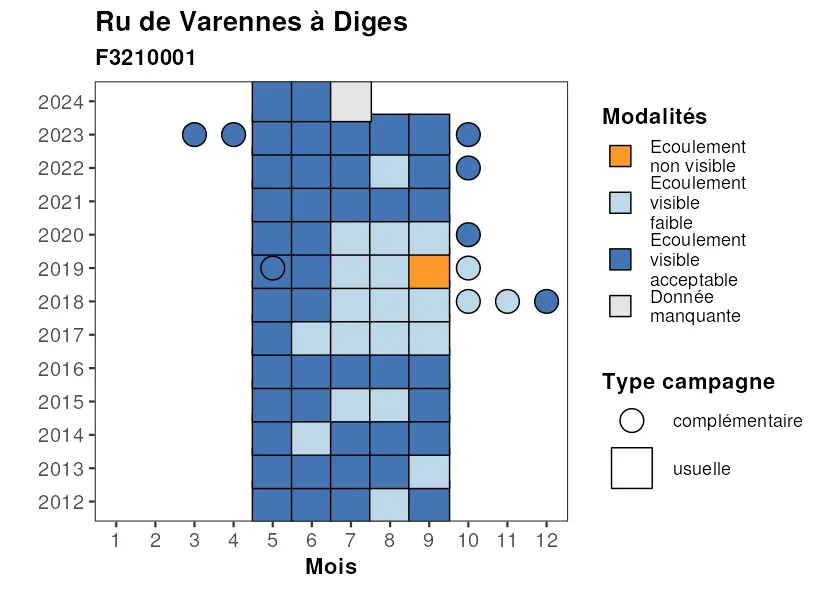 Ru de Varennes à Diges
F3210001
2024
2023
2022
2021
2020
2019
2018
2017
2016
2015
2014
2013
2012
1 2 3 4 5 6 7 8 9 10 11 12
Mois
Modalités
Ecoulement
non visible
Ecoulement
visible
faible
Ecoulement
visible
acceptable
Donnée
manquante
Type campagne
complémentaire
usuelle